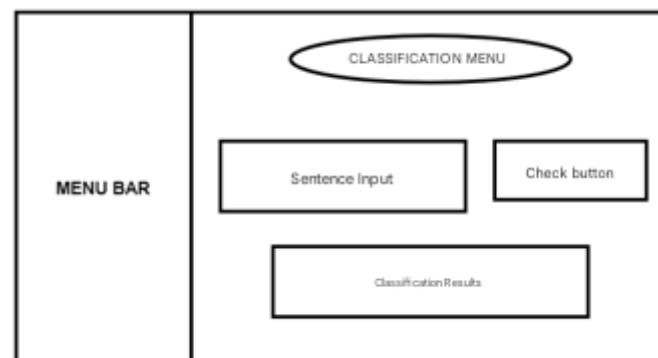 CLASSIFICATION MENU
MENU BAR
Sentence Input
Check button
Classification Results